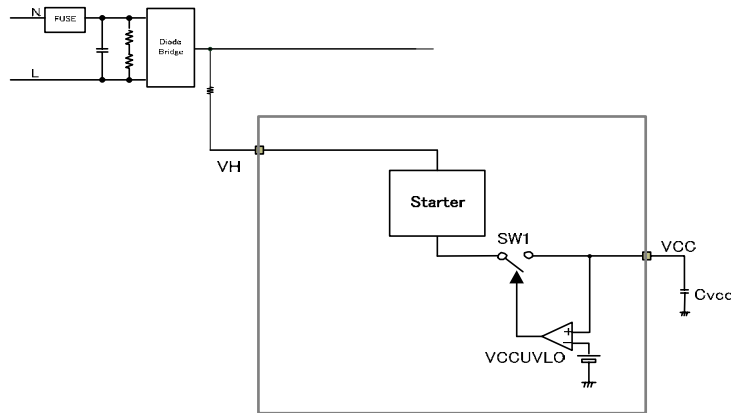 N
FUSE
L
Diode
Bridge
VH
Starter
SW1
VCC
Cvcc
+
−
VCCUVLO